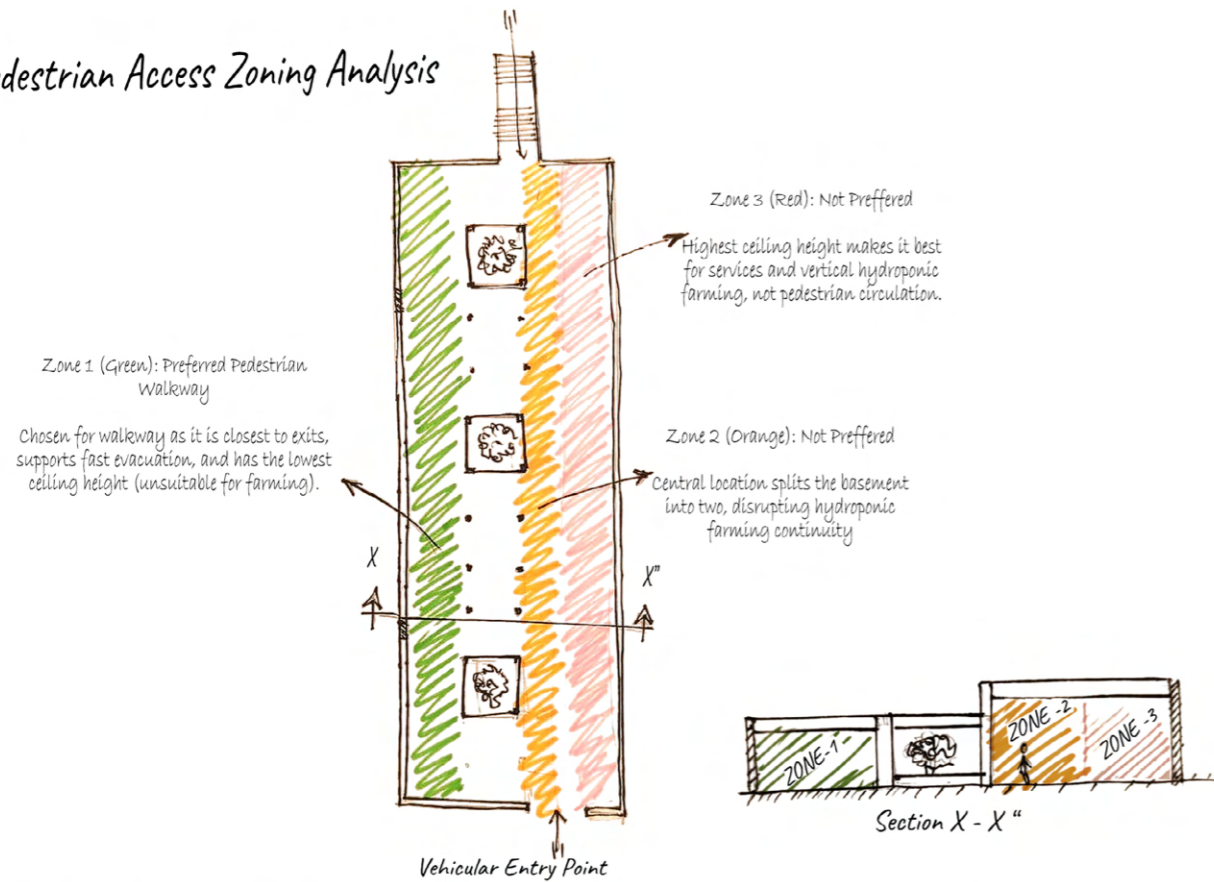 destrian Access Zoning Analysis
Zone 3 (Red): Not Preffered
Highest ceiling height makes it best
for services and vertical hydroponic
farming, not pedestrian circulation.
Zone 1 (Green): Preferred Pedestrian
Walkway
Chosen for walkway as it is closest to exits,
supports fast evacuation, and has the lowest
ceiling height (unsuitable for farming).
Zone 2 (Orange): Not Preffered
Central location splits the basement
into two, disrupting hydroponic
farming continuity
X
X"
ZONE-1
ZONE-2
ZONE-3
Section X - X"
Vehicular Entry Point